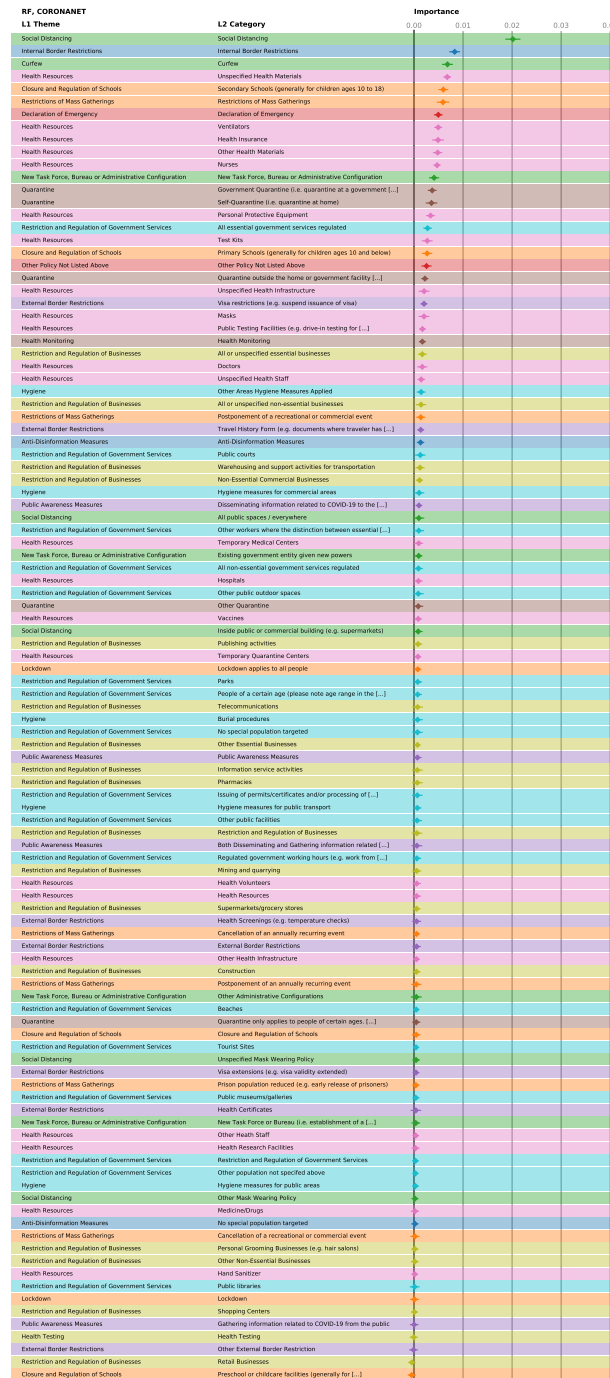 RF, CORONANET Importance
L1 Theme L2 Category 0.00 0.01 0.02 0.03
Social Distancing Social Distancing
Internal Border Restrictions Internal Border Restrictions
Curfew Curfew
Health Resources Unspecified Health Materials
Closure and Regulation of Schools Secondary Schools (generally for children ages 10 to 18)
Restrictions of Mass Gatherings Restrictions of Mass Gatherings
Declaration of Emergency Declaration of Emergency
Health Resources Ventilators
Health Resources Health Insurance
Health Resources Other Health Materials
Health Resources Nurses
New Task Force, Bureau or Administrative Configuration New Task Force, Bureau or Administrative Configuration
Quarantine Government Quarantine (i.e. quarantine at a government [...]
Quarantine Self-Quarantine (i.e. quarantine at home)
Health Resources Personal Protective Equipment
Restriction and Regulation of Government Services All essential government services regulated
Health Resources Test Kits
Closure and Regulation of Schools Primary Schools (generally for children ages 10 and below)
Other Policy Not Listed Above Other Policy Not Listed Above
Quarantine Quarantine outside the home or government facility [...]
Health Resources Unspecified Health Infrastructure
External Border Restrictions Visa restrictions (e.g. suspend issuance of visa)
Health Resources Masks
Health Resources Public Testing Facilities (e.g. drive-in testing for [...]
Health Monitoring Health Monitoring
Restriction and Regulation of Businesses All or unspecified essential businesses
Health Resources Doctors
Health Resources Unspecified Health Staff
Hygiene Other Areas Hygiene Measures Applied
Restriction and Regulation of Businesses All or unspecified non-essential businesses
Restrictions of Mass Gatherings Postponement of a recreational or commercial event
External Border Restrictions Travel History Form (e.g. documents where traveler has [...]
Anti-Disinformation Measures Anti-Disinformation Measures
Restriction and Regulation of Government Services Public courts
Restriction and Regulation of Businesses Warehousing and support activities for transportation
Restriction and Regulation of Businesses Non-Essential Commercial Businesses
Hygiene Hygiene measures for commercial areas
Public Awareness Measures Disseminating information related to COVID-19 to the [...]
Social Distancing All public spaces / everywhere
Restriction and Regulation of Government Services Other workers where the distinction between essential [...]
Health Resources Temporary Medical Centers
New Task Force, Bureau or Administrative Configuration Existing government entity given new powers
Restriction and Regulation of Government Services All non-essential government services regulated
Health Resources Hospitals
Restriction and Regulation of Government Services Other public outdoor spaces
Quarantine Other Quarantine
Health Resources Vaccines
Social Distancing Inside public or commercial building (e.g. supermarkets)
Restriction and Regulation of Businesses Publishing activities
Health Resources Temporary Quarantine Centers
Lockdown Lockdown applies to all people
Restriction and Regulation of Government Services Parks
Restriction and Regulation of Government Services People of a certain age (please note age range in the [...]
Restriction and Regulation of Businesses Telecommunications
Hygiene Burial procedures
Restriction and Regulation of Government Services No special population targeted
Restriction and Regulation of Businesses Other Essential Businesses
Public Awareness Measures Public Awareness Measures
Restriction and Regulation of Businesses Information service activities
Restriction and Regulation of Businesses Pharmacies
Restriction and Regulation of Government Services Issuing of permits/certificates and/or processing of [...]
Hygiene Hygiene measures for public transport
Restriction and Regulation of Government Services Other public facilities
Restriction and Regulation of Businesses Restriction and Regulation of Businesses
Public Awareness Measures Both Disseminating and Gathering information related [...]
Restriction and Regulation of Government Services Regulated government working hours (e.g. work from [...]
Restriction and Regulation of Businesses Mining and quarrying
Health Resources Health Volunteers
Health Resources Health Resources
Restriction and Regulation of Businesses Supermarkets/grocery stores
External Border Restrictions Health Screenings (e.g. temperature checks)
Restrictions of Mass Gatherings Cancellation of an annually recurring event
External Border Restrictions External Border Restrictions
Health Resources Other Health Infrastructure
Restriction and Regulation of Businesses Construction
Restrictions of Mass Gatherings Postponement of an annually recurring event
New Task Force, Bureau or Administrative Configuration Other Administrative Configurations
Restriction and Regulation of Government Services Beaches
Quarantine Quarantine only applies to people of certain ages. [...]
Closure and Regulation of Schools Closure and Regulation of Schools
Restriction and Regulation of Government Services Tourist Sites
Social Distancing Unspecified Mask Wearing Policy
External Border Restrictions Visa extensions (e.g. visa validity extended)
Restrictions of Mass Gatherings Prison population reduced (e.g. early release of prisoners)
Restriction and Regulation of Government Services Public museums/galleries
External Border Restrictions Health Certificates
New Task Force, Bureau or Administrative Configuration New Task Force or Bureau (i.e. establishment of a [...]
Health Resources Other Heath Staff
Health Resources Health Research Facilities
Restriction and Regulation of Government Services Restriction and Regulation of Government Services
Restriction and Regulation of Government Services Other population not specifed above
Hygiene Hygiene measures for public areas
Social Distancing Other Mask Wearing Policy
Health Resources Medicine/Drugs
Anti-Disinformation Measures No special population targeted
Restrictions of Mass Gatherings Cancellation of a recreational or commercial event
Restriction and Regulation of Businesses Personal Grooming Businesses (e.g. hair salons)
Restriction and Regulation of Businesses Other Non-Essential Businesses
Health Resources Hand Sanitizer
Restriction and Regulation of Government Services Public libraries
Lockdown Lockdown
Restriction and Regulation of Businesses Shopping Centers
Public Awareness Measures Gathering information related to COVID-19 from the public
Health Testing Health Testing
External Border Restrictions Other External Border Restriction
Restriction and Regulation of Businesses Retail Businesses
Closure and Regulation of Schools Preschool or childcare facilities (generally for [...]